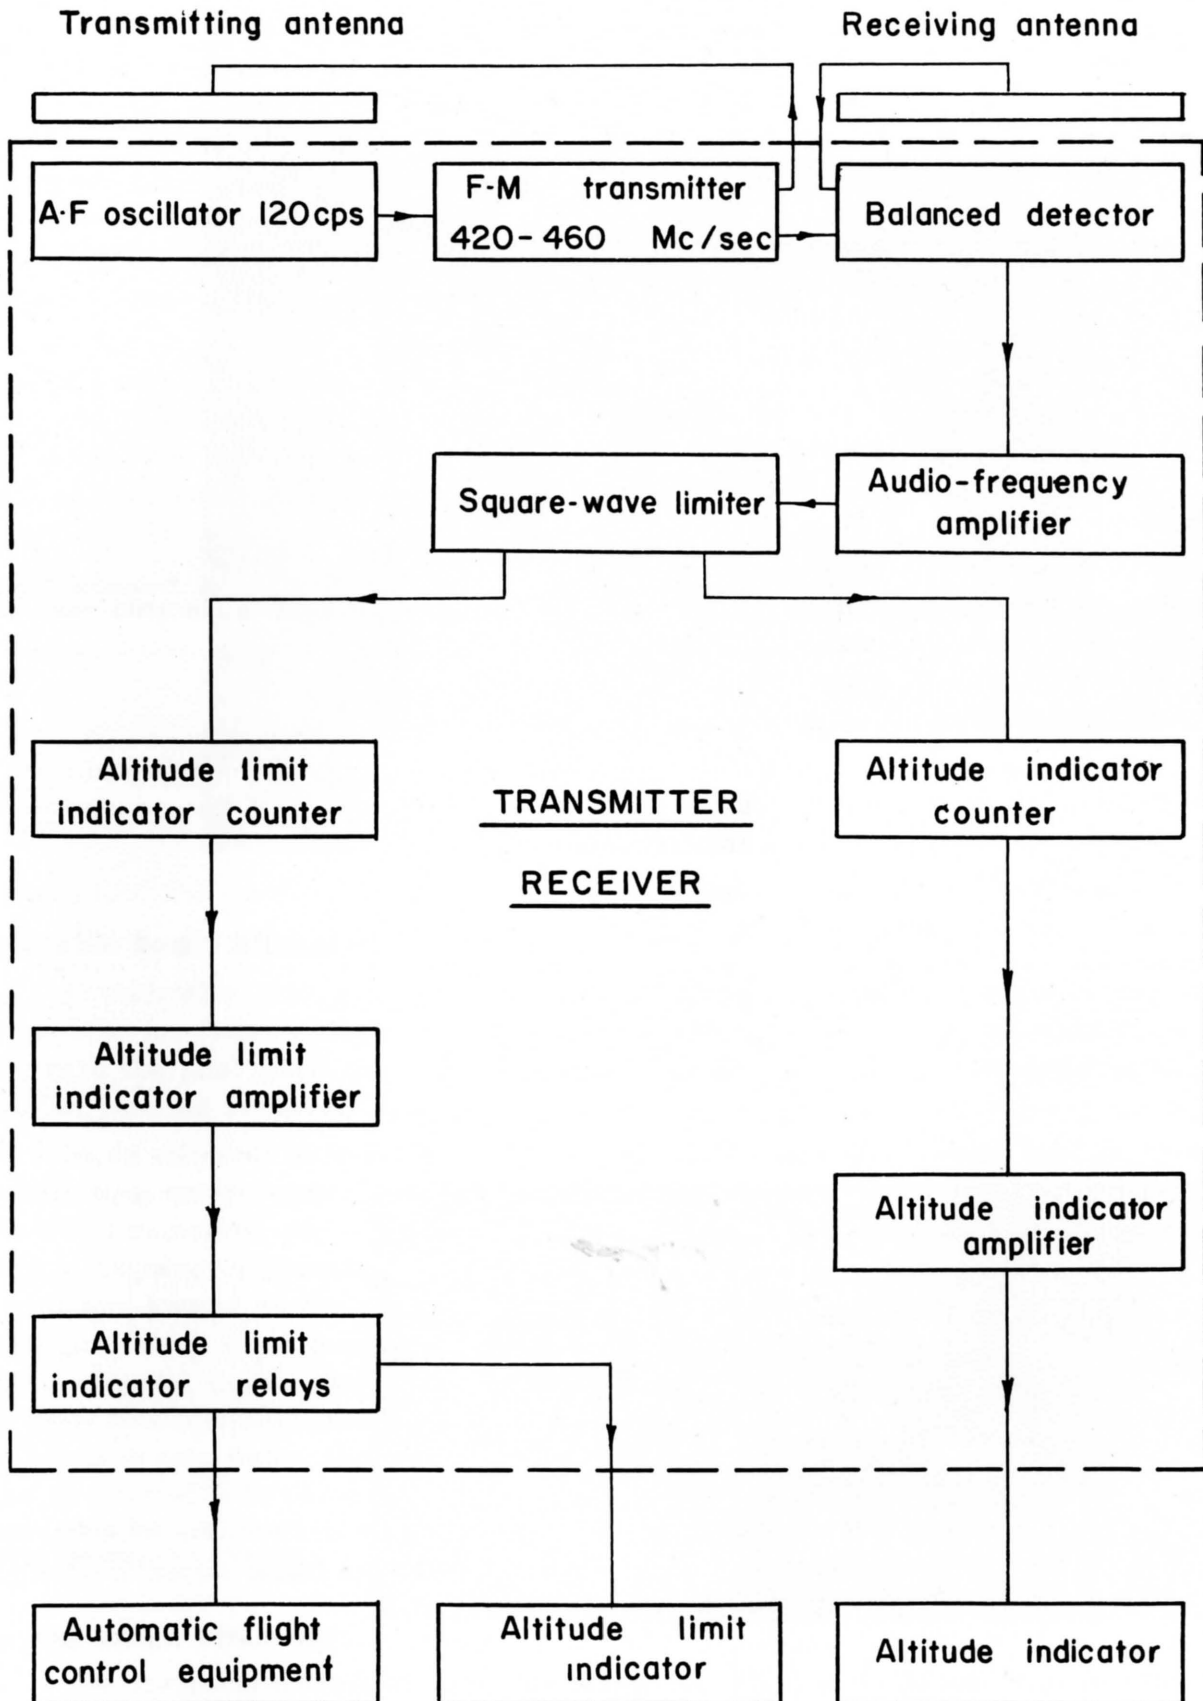 Transmitting antenna
Receiving antenna
A-F oscillator 120 cps
F-M transmitter
420-460 Mc/sec
Balanced detector
Square-wave limiter
Audio-frequency
amplifier
Altitude limit
indicator counter
TRANSMITTER
RECEIVER
Altitude indicator
counter
Altitude limit
indicator amplifier
Altitude indicator
amplifier
Altitude limit
indicator relays
Automatic flight
control equipment
Altitude limit
indicator
Altitude indicator